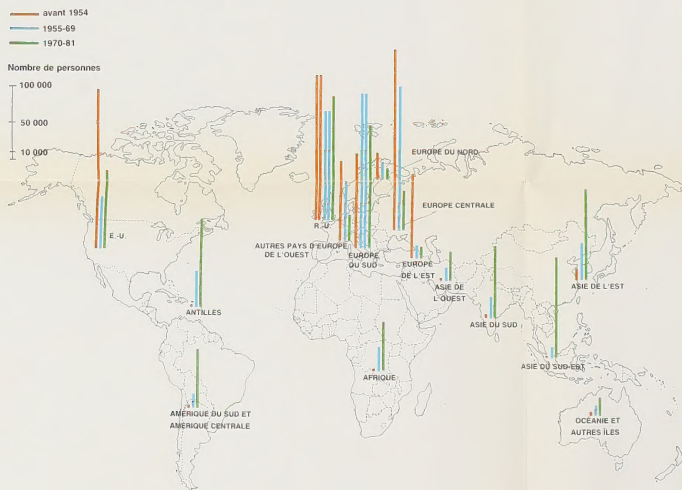 avant 1954
1955-69
1970-81
Nombre de personnes
100 000
50 000
10 000
EUROPE DU NORD
EUROPE CENTRALE
E.-U.
R.-U.
AUTRES PAYS D'EUROPE
DE L'OUEST
EUROPE
DU SUD
EUROPE
DE L'EST
ASIE DE
L'OUEST
ASIE DE L'EST
ANTILLES
ASIE DU SUD
ASIE DU SUD-EST
AFRIQUE
AMÉRIQUE DU SUD ET
AMÉRIQUE CENTRALE
OCÉANIE ET
AUTRES ÎLES